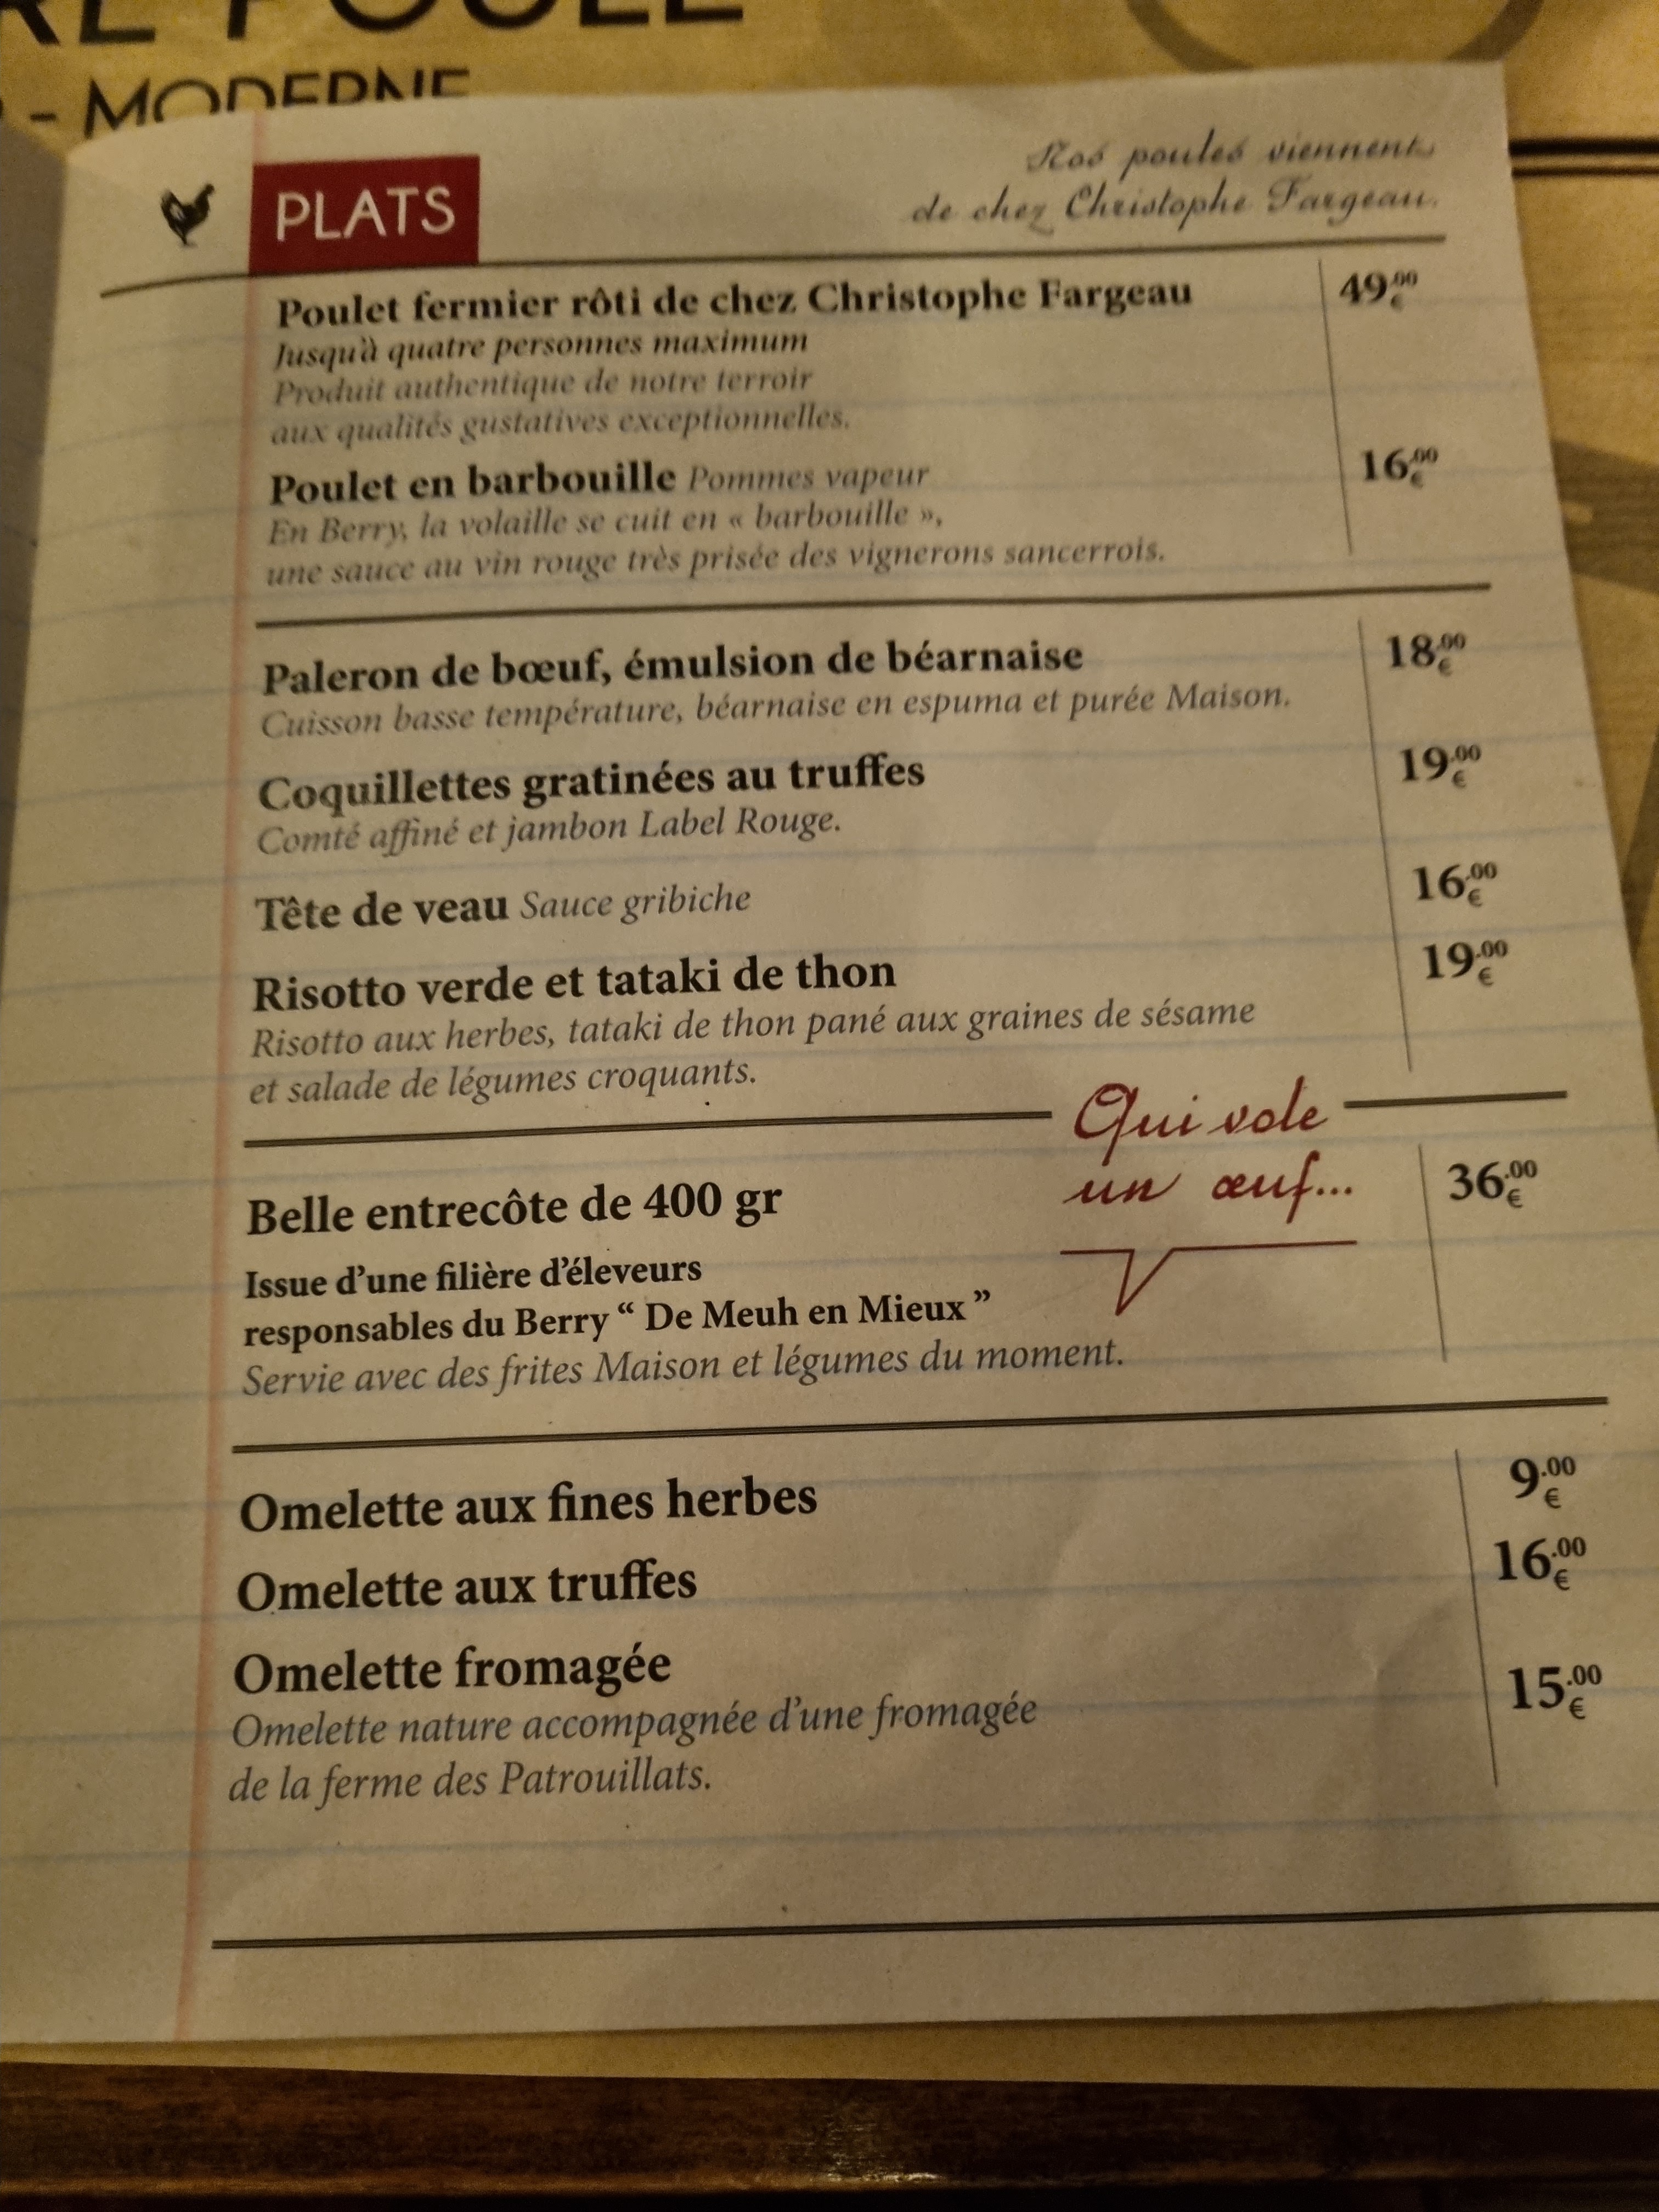 - MODERNE
PLATS
Nos poules viennent
de chez Christophe Fargeau.
Poulet fermier rôti de chez Christophe Fargeau 49.00 €
Jusqu'à quatre personnes maximum
Produit authentique de notre terroir
aux qualités gustatives exceptionnelles.
Poulet en barbouille Pommes vapeur 16.00 €
En Berry, la volaille se cuit en « barbouille »,
une sauce au vin rouge très prisée des vignerons sancerrois.
Paleron de bœuf, émulsion de béarnaise 18.00 €
Cuisson basse température, béarnaise en espuma et purée Maison.
Coquillettes gratinées au truffes 19.00 €
Comté affiné et jambon Label Rouge.
Tête de veau Sauce gribiche 16.00 €
Risotto verde et tataki de thon 19.00 €
Risotto aux herbes, tataki de thon pané aux graines de sésame
et salade de légumes croquants.
Qui vole
un œuf...
Belle entrecôte de 400 gr 36.00 €
Issue d'une filière d'éleveurs
responsables du Berry “ De Meuh en Mieux ”
Servie avec des frites Maison et légumes du moment.
Omelette aux fines herbes 9.00 €
Omelette aux truffes 16.00 €
Omelette fromagée 15.00 €
Omelette nature accompagnée d'une fromagée
de la ferme des Patrouillats.